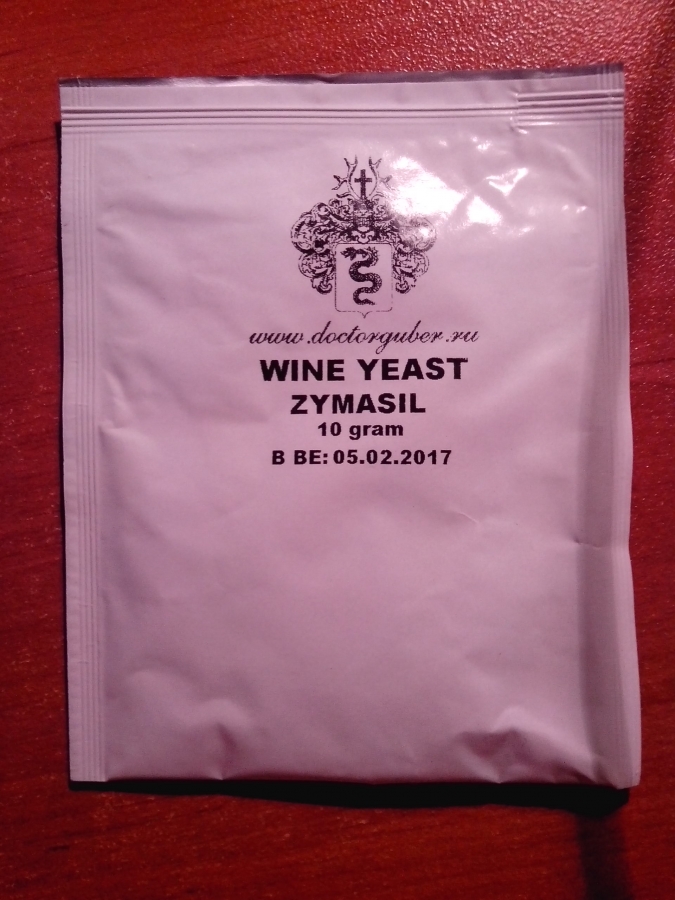 www.doctorguber.ru
WINE YEAST
ZYMASIL
10 gram
B BE: 05.02.2017